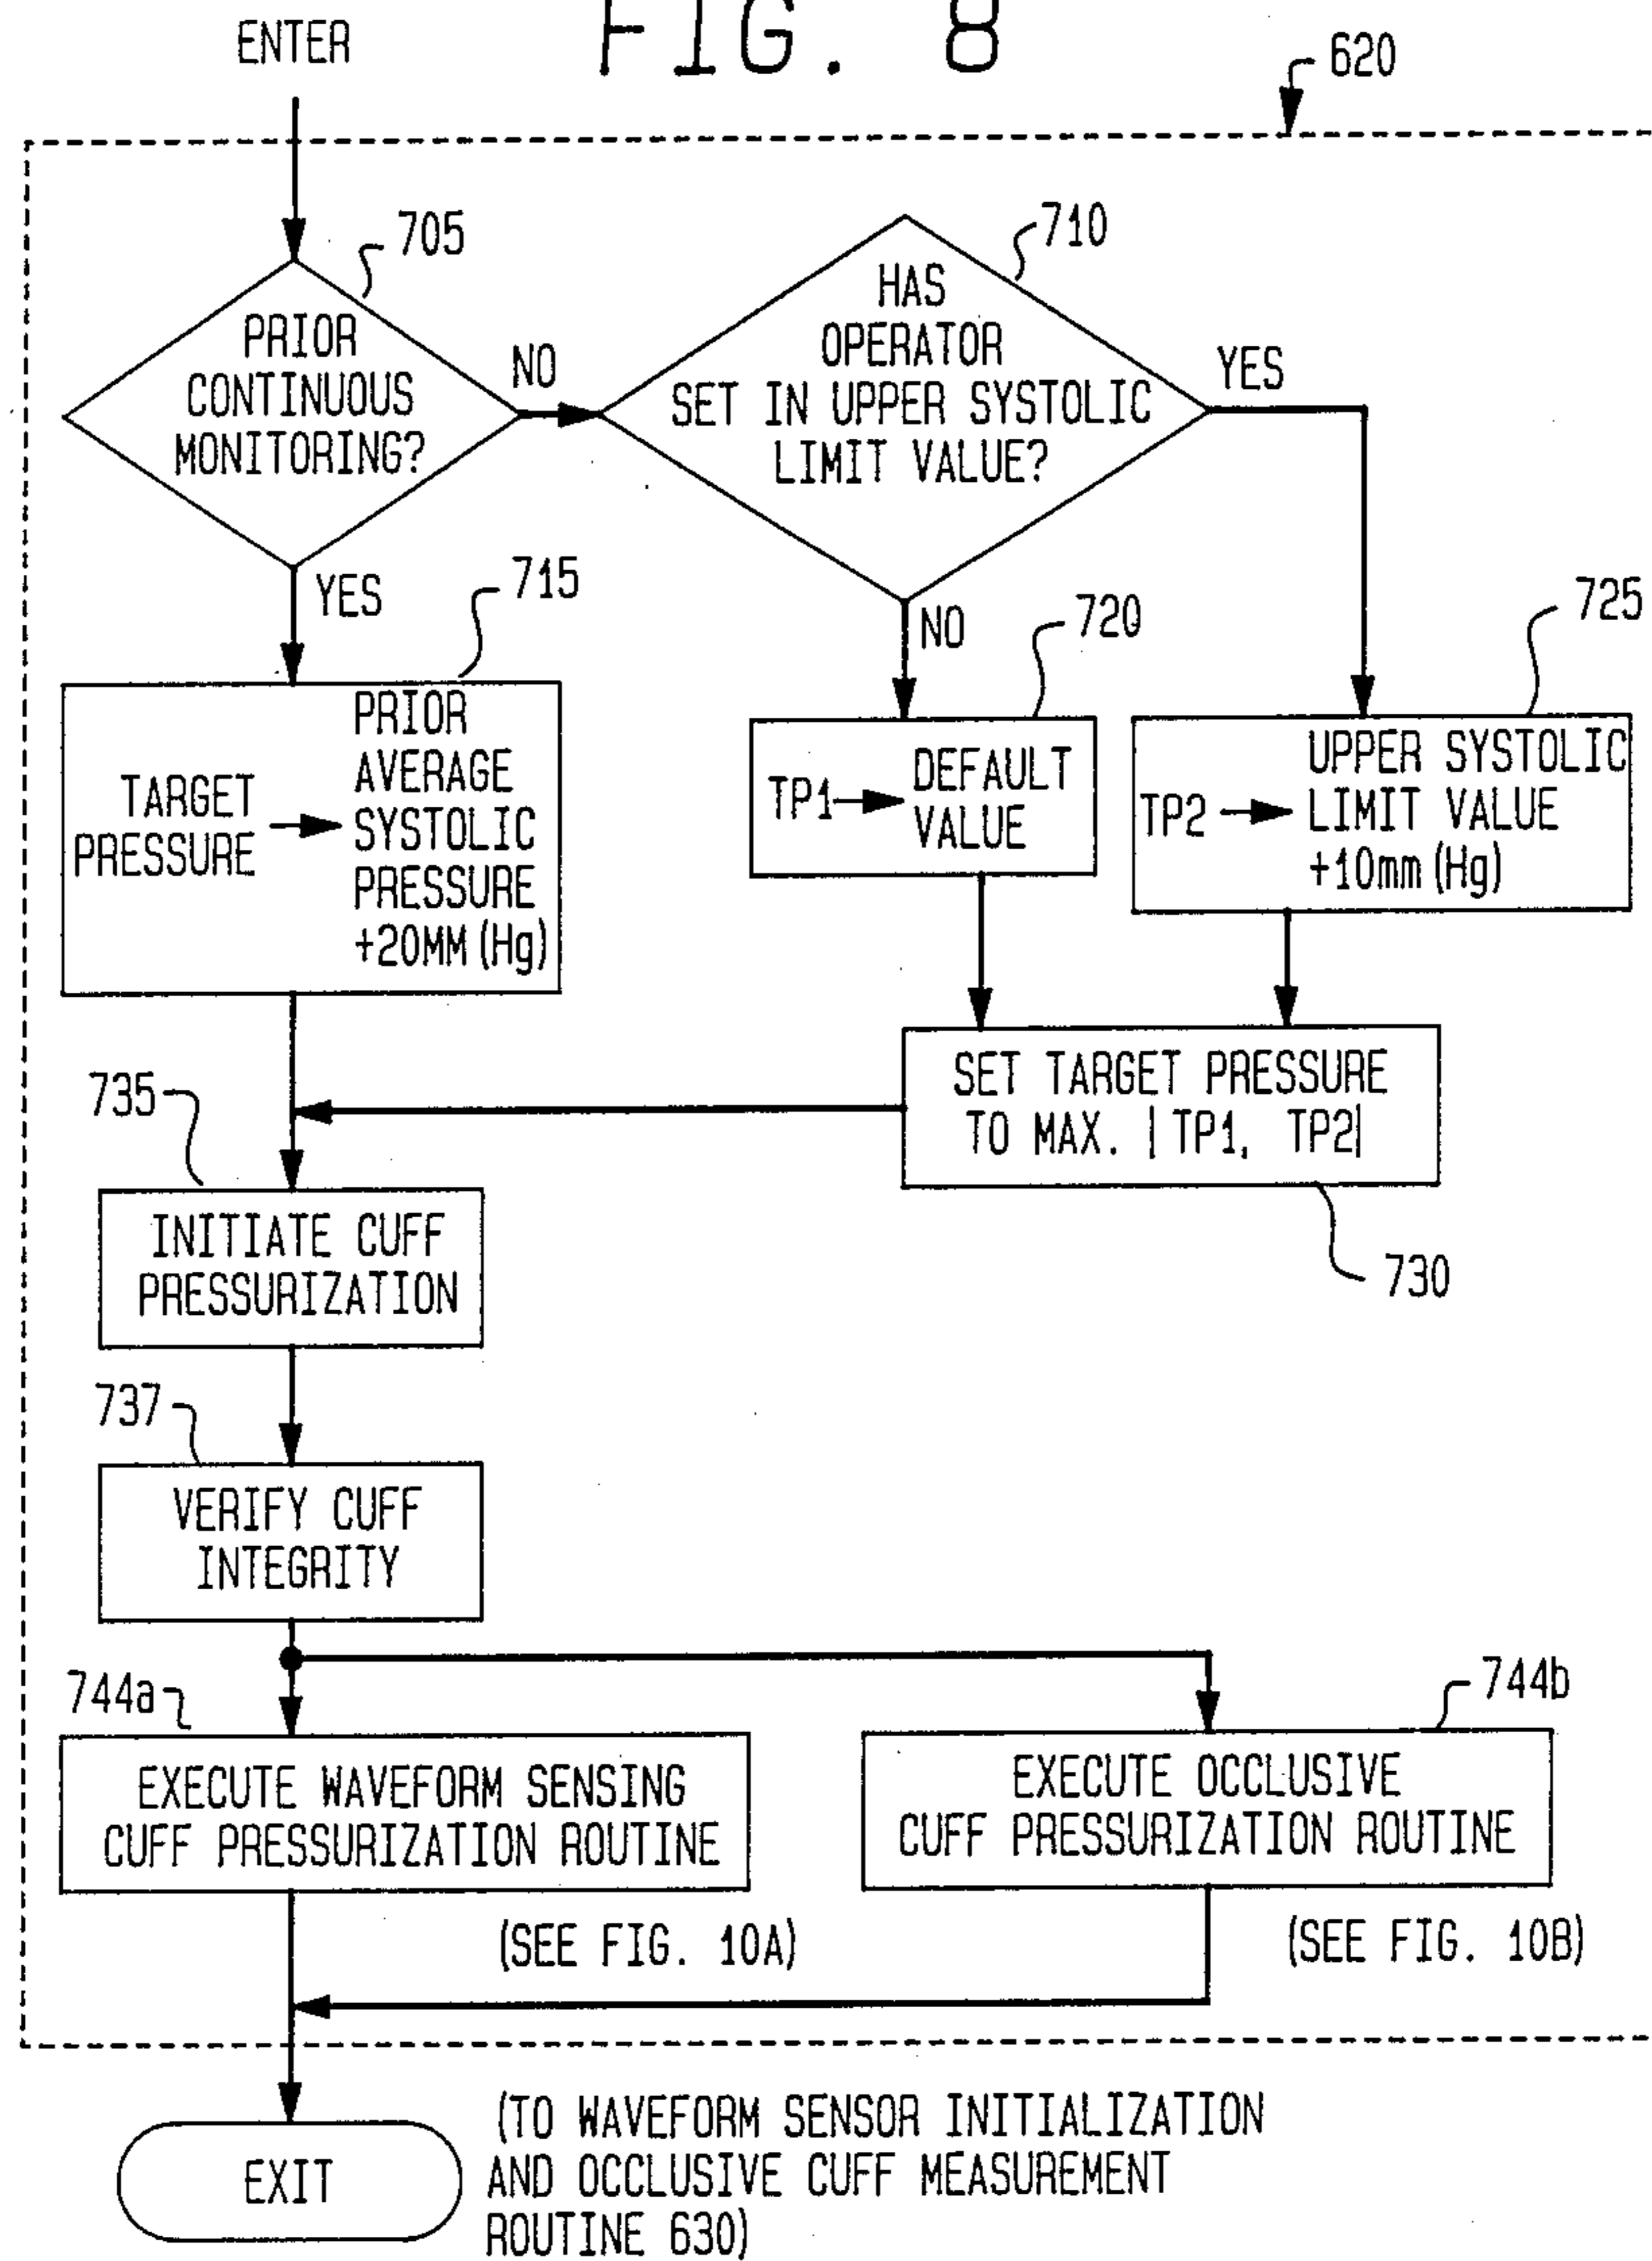 FIG. 8
ENTER
620
705
PRIOR
CONTINUOUS
MONITORING?
NO
710
HAS
OPERATOR
SET IN UPPER SYSTOLIC
LIMIT VALUE?
YES
YES
715
TARGET
PRESSURE
PRIOR
AVERAGE
SYSTOLIC
PRESSURE
+20MM (Hg)
NO
720
TP1
DEFAULT
VALUE
725
TP2
UPPER SYSTOLIC
LIMIT VALUE
+10mm (Hg)
SET TARGET PRESSURE
TO MAX. |TP1, TP2|
730
735
INITIATE CUFF
PRESSURIZATION
737
VERIFY CUFF
INTEGRITY
744a
EXECUTE WAVEFORM SENSING
CUFF PRESSURIZATION ROUTINE
(SEE FIG. 10A)
744b
EXECUTE OCCLUSIVE
CUFF PRESSURIZATION ROUTINE
(SEE FIG. 10B)
EXIT
(TO WAVEFORM SENSOR INITIALIZATION
AND OCCLUSIVE CUFF MEASUREMENT
ROUTINE 630)